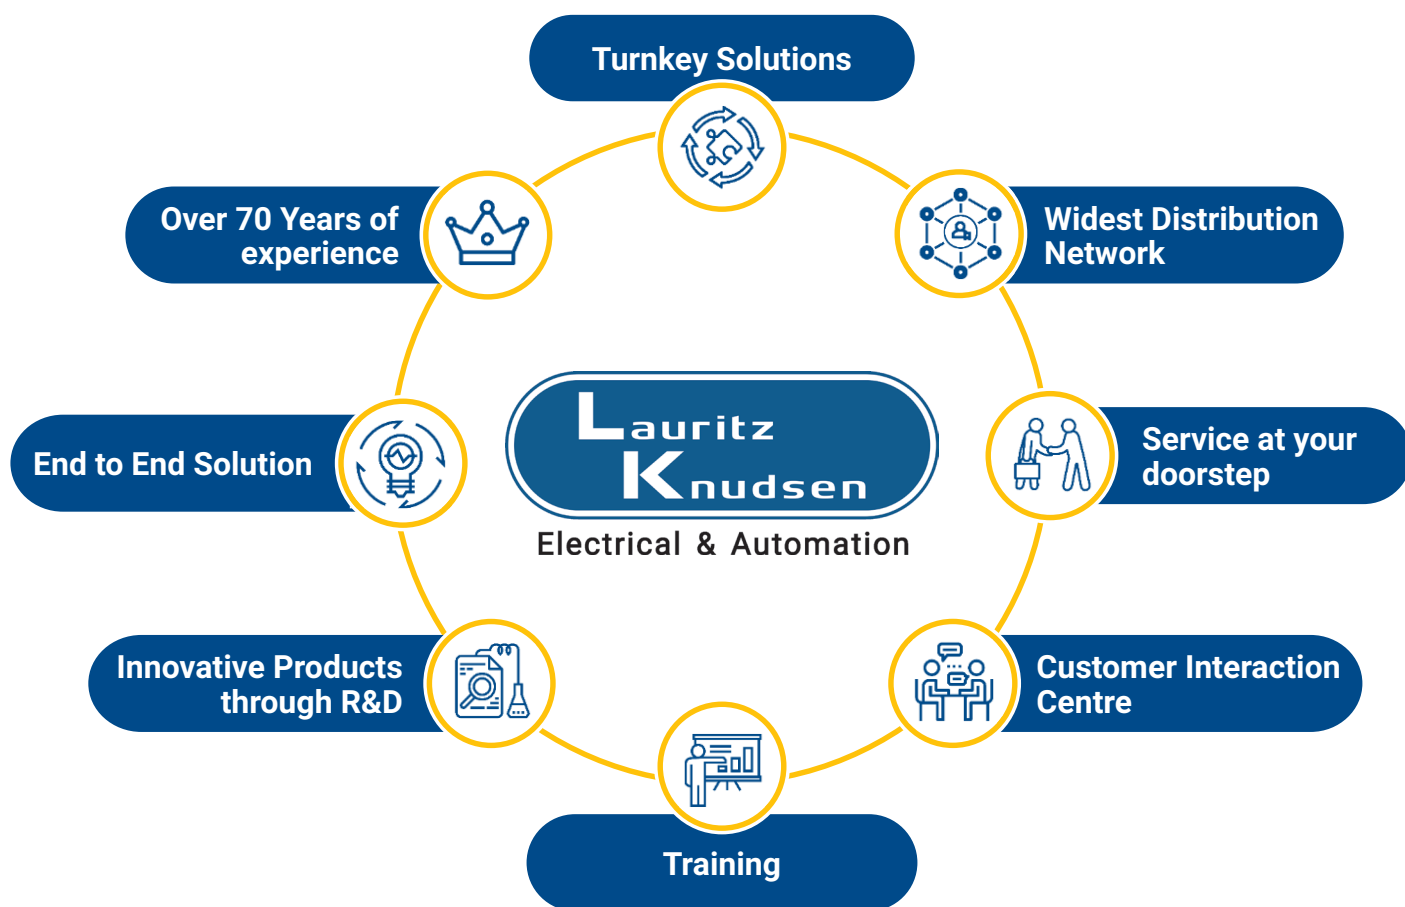 Turnkey Solutions
Over 70 Years of
experience
Widest Distribution
Network
End to End Solution
Lauritz
Knudsen
Electrical & Automation
Service at your
doorstep
Innovative Products
through R&D
Customer Interaction
Centre
Training